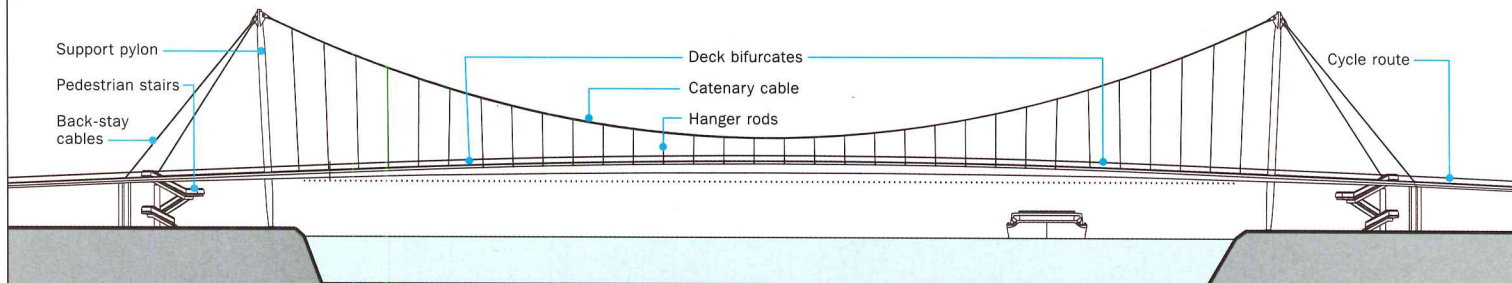 Support pylon
Pedestrian stairs
Back-stay
cables
Deck bifurcates
Catenary cable
Hanger rods
Cycle route